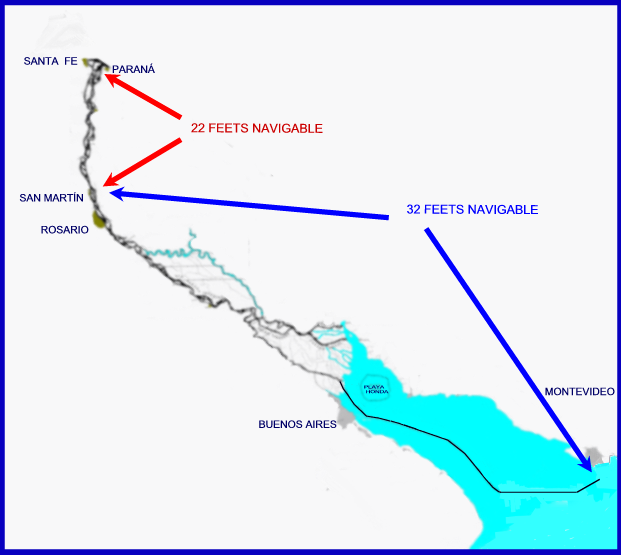 SANTA FE
PARANÁ
22 FEETS NAVIGABLE
SAN MARTÍN
32 FEETS NAVIGABLE
ROSARIO
PLAYA
HONDA
MONTEVIDEO
BUENOS AIRES